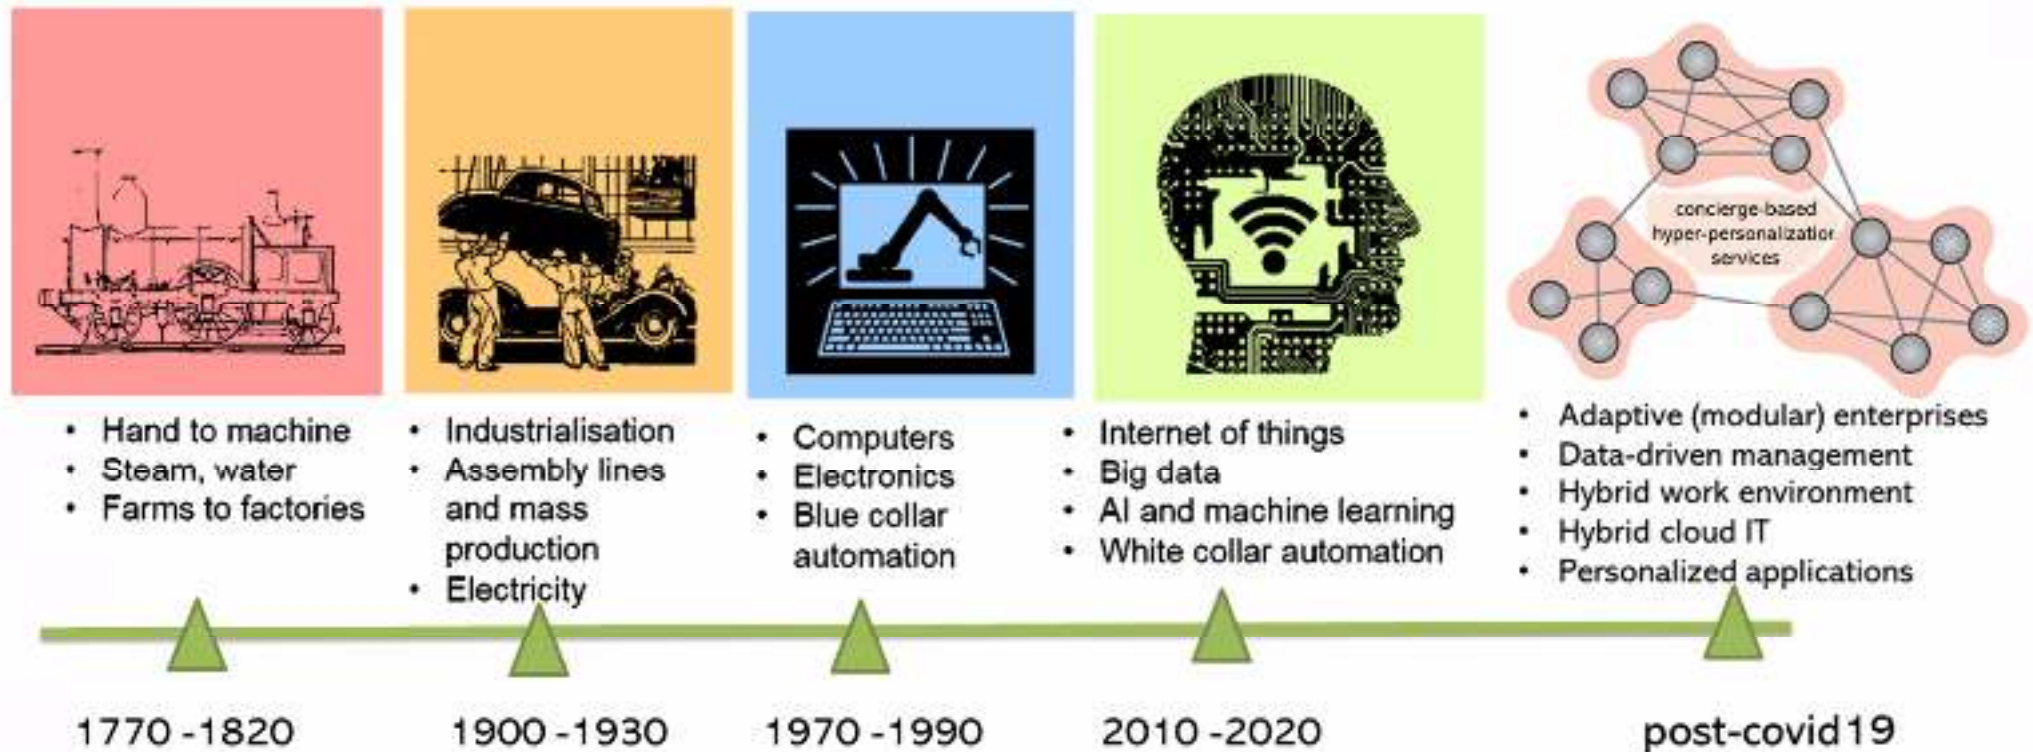 concierge-based
hyper-personalization
services
• Hand to machine
• Steam, water
• Farms to factories
• Industrialisation
• Assembly lines
and mass
production
• Electricity
• Computers
• Electronics
• Blue collar
automation
• Internet of things
• Big data
• AI and machine learning
• White collar automation
• Adaptive (modular) enterprises
• Data-driven management
• Hybrid work environment
• Hybrid cloud IT
• Personalized applications
1770 -1820
1900 -1930
1970 -1990
2010 -2020
post-covid19